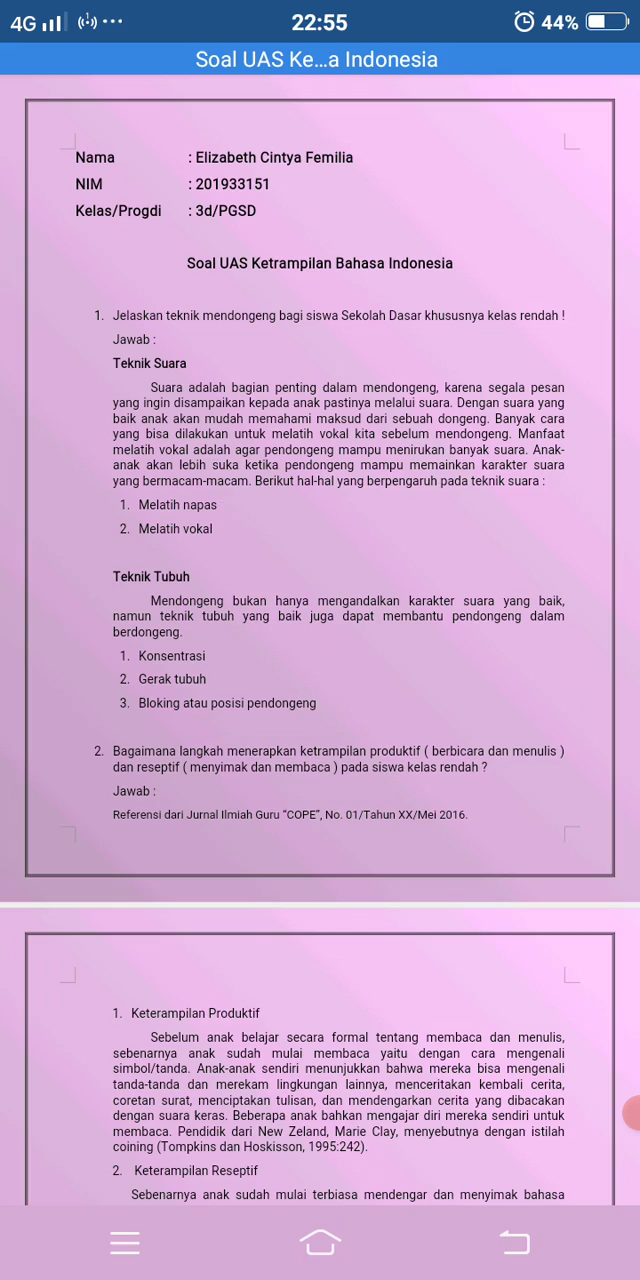 4G 22:55 44%
Soal UAS Ke...a Indonesia
Nama : Elizabeth Cintya Femilia
NIM : 201933151
Kelas/Progdi : 3d/PGSD
Soal UAS Ketrampilan Bahasa Indonesia
1. Jelaskan teknik mendongeng bagi siswa Sekolah Dasar khususnya kelas rendah !
Jawab :
Teknik Suara
Suara adalah bagian penting dalam mendongeng, karena segala pesan
yang ingin disampaikan kepada anak pastinya melalui suara. Dengan suara yang
baik anak akan mudah memahami maksud dari sebuah dongeng. Banyak cara
yang bisa dilakukan untuk melatih vokal kita sebelum mendongeng. Manfaat
melatih vokal adalah agar pendongeng mampu menirukan banyak suara. Anak-
anak akan lebih suka ketika pendongeng mampu memainkan karakter suara
yang bermacam-macam. Berikut hal-hal yang berpengaruh pada teknik suara :
1. Melatih napas
2. Melatih vokal
Teknik Tubuh
Mendongeng bukan hanya mengandalkan karakter suara yang baik,
namun teknik tubuh yang baik juga dapat membantu pendongeng dalam
berdongeng.
1. Konsentrasi
2. Gerak tubuh
3. Bloking atau posisi pendongeng
2. Bagaimana langkah menerapkan ketrampilan produktif ( berbicara dan menulis )
dan reseptif ( menyimak dan membaca ) pada siswa kelas rendah ?
Jawab :
Referensi dari Jurnal Ilmiah Guru “COPE”, No. 01/Tahun XX/Mei 2016.
1. Keterampilan Produktif
Sebelum anak belajar secara formal tentang membaca dan menulis,
sebenarnya anak sudah mulai membaca yaitu dengan cara mengenali
simbol/tanda. Anak-anak sendiri menunjukkan bahwa mereka bisa mengenali
tanda-tanda dan merekam lingkungan lainnya, menceritakan kembali cerita,
coretan surat, menciptakan tulisan, dan mendengarkan cerita yang dibacakan
dengan suara keras. Beberapa anak bahkan mengajar diri mereka sendiri untuk
membaca. Pendidik dari New Zeland, Marie Clay, menyebutnya dengan istilah
coining (Tompkins dan Hoskisson, 1995:242).
2. Keterampilan Reseptif
Sebenarnya anak sudah mulai terbiasa mendengar dan menyimak bahasa